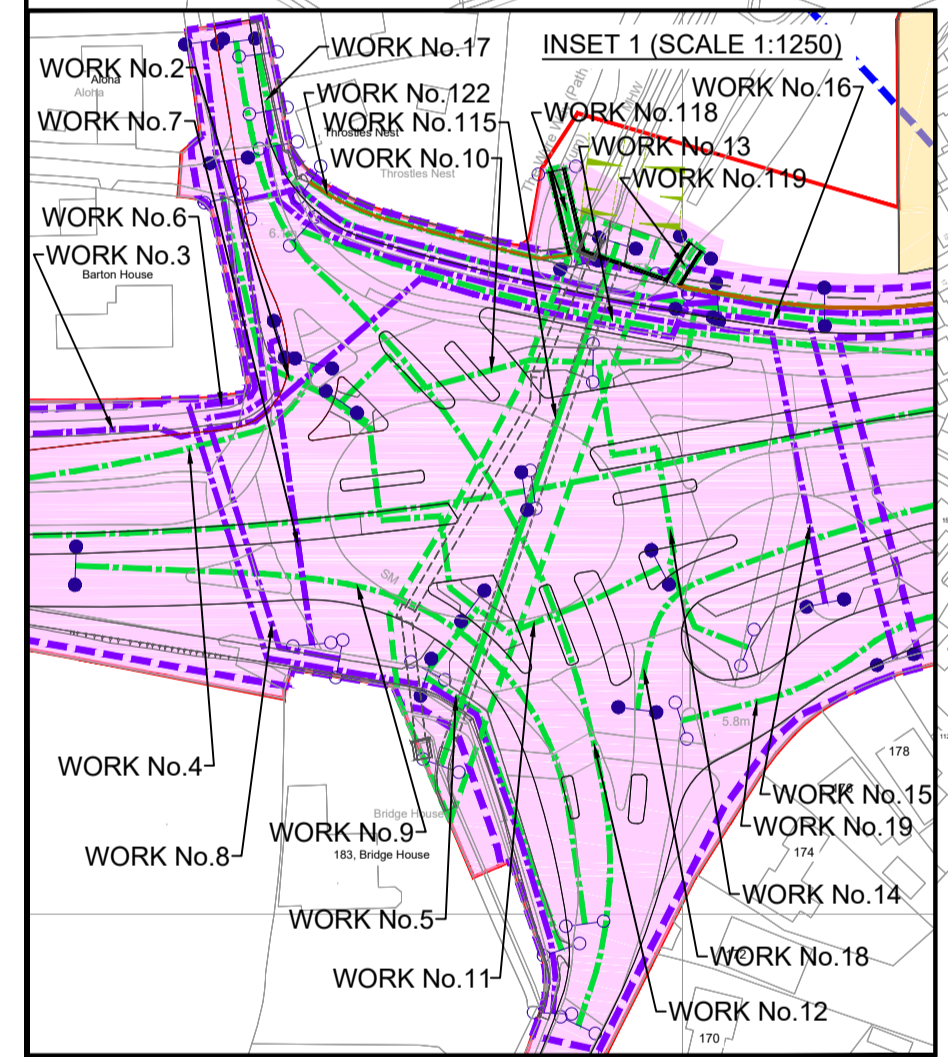 INSET 1 (SCALE 1:1250)
WORK No.17
WORK No.2
Aloha
Aloha
WORK No.7
WORK No.122
WORK No.115
Throstles Nest
Throstles Nest
WORK No.10
WORK No.16
WORK No.118
WORK No.13
WORK No.119
WORK No.6
WORK No.3
Barton House
SM
WORK No.4
WORK No.8
Bridge House
WORK No.9
183, Bridge House
WORK No.5
WORK No.11
5.8m
178
WORK No.15
WORK No.19
174
WORK No.14
WORK No.18
WORK No.12
170